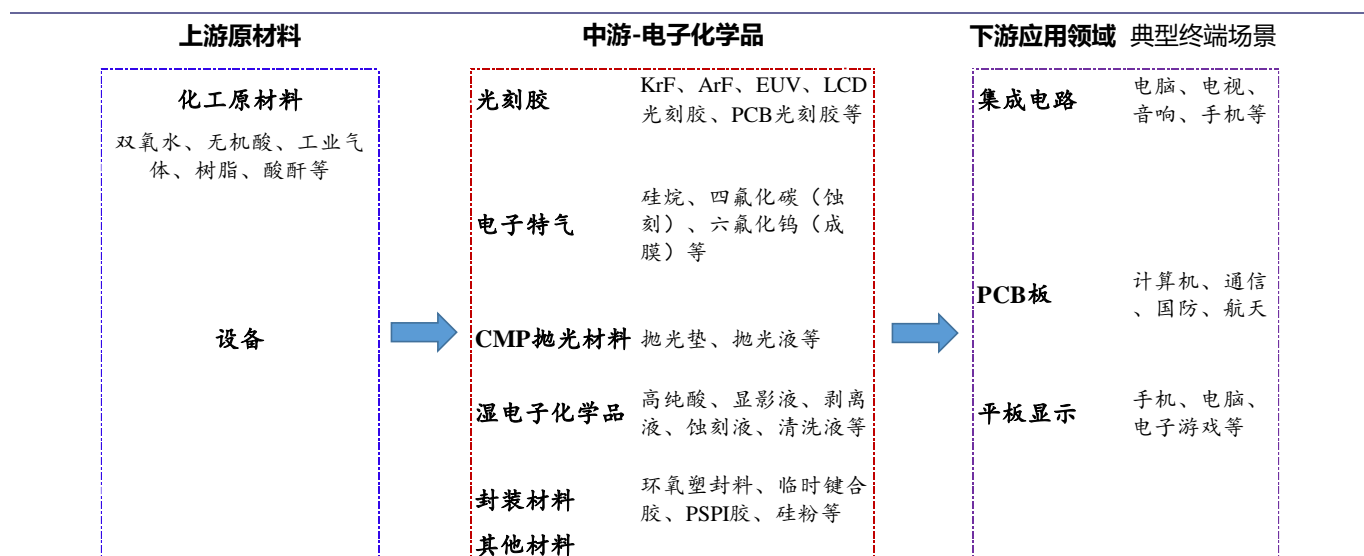 上游原材料
化工原材料
双氧水、无机酸、工业气
体、树脂、酸酐等
设备
中游-电子化学品
光刻胶
KrF、ArF、EUV、LCD
光刻胶、PCB光刻胶等
电子特气
硅烷、四氟化碳（蚀
刻）、六氟化钨（成
膜）等
CMP抛光材料
抛光垫、抛光液等
湿电子化学品
高纯酸、显影液、剥离
液、蚀刻液、清洗液等
封装材料
环氧塑封料、临时键合
胶、PSPI胶、硅粉等
其他材料
下游应用领域
典型终端场景
集成电路
电脑、电视、
音响、手机等
PCB板
计算机、通信
、国防、航天
平板显示
手机、电脑、
电子游戏等